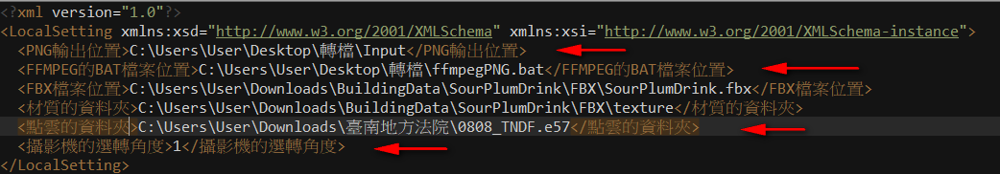 <?xml version="1.0"?>
<LocalSetting xmlns:xsd="http://www.w3.org/2001/XMLSchema" xmlns:xsi="http://www.w3.org/2001/XMLSchema-instance">
<PNG輸出位置>C:\Users\User\Desktop\轉檔\Input</PNG輸出位置>
<FFMPEG的BAT檔案位置>C:\Users\User\Desktop\轉檔\ffmpegPNG.bat</FFMPEG的BAT檔案位置>
<FBX檔案位置>C:\Users\User\Downloads\BuildingData\SourPlumDrink\FBX\SourPlumDrink.fbx</FBX檔案位置>
<材質的資料夾>C:\Users\User\Downloads\BuildingData\SourPlumDrink\FBX\texture</材質的資料夾>
<點雲的資料夾>C:\Users\User\Downloads\臺南地方法院\0808_TNDF.e57</點雲的資料夾>
<攝影機的選轉角度>1</攝影機的選轉角度>
</LocalSetting>